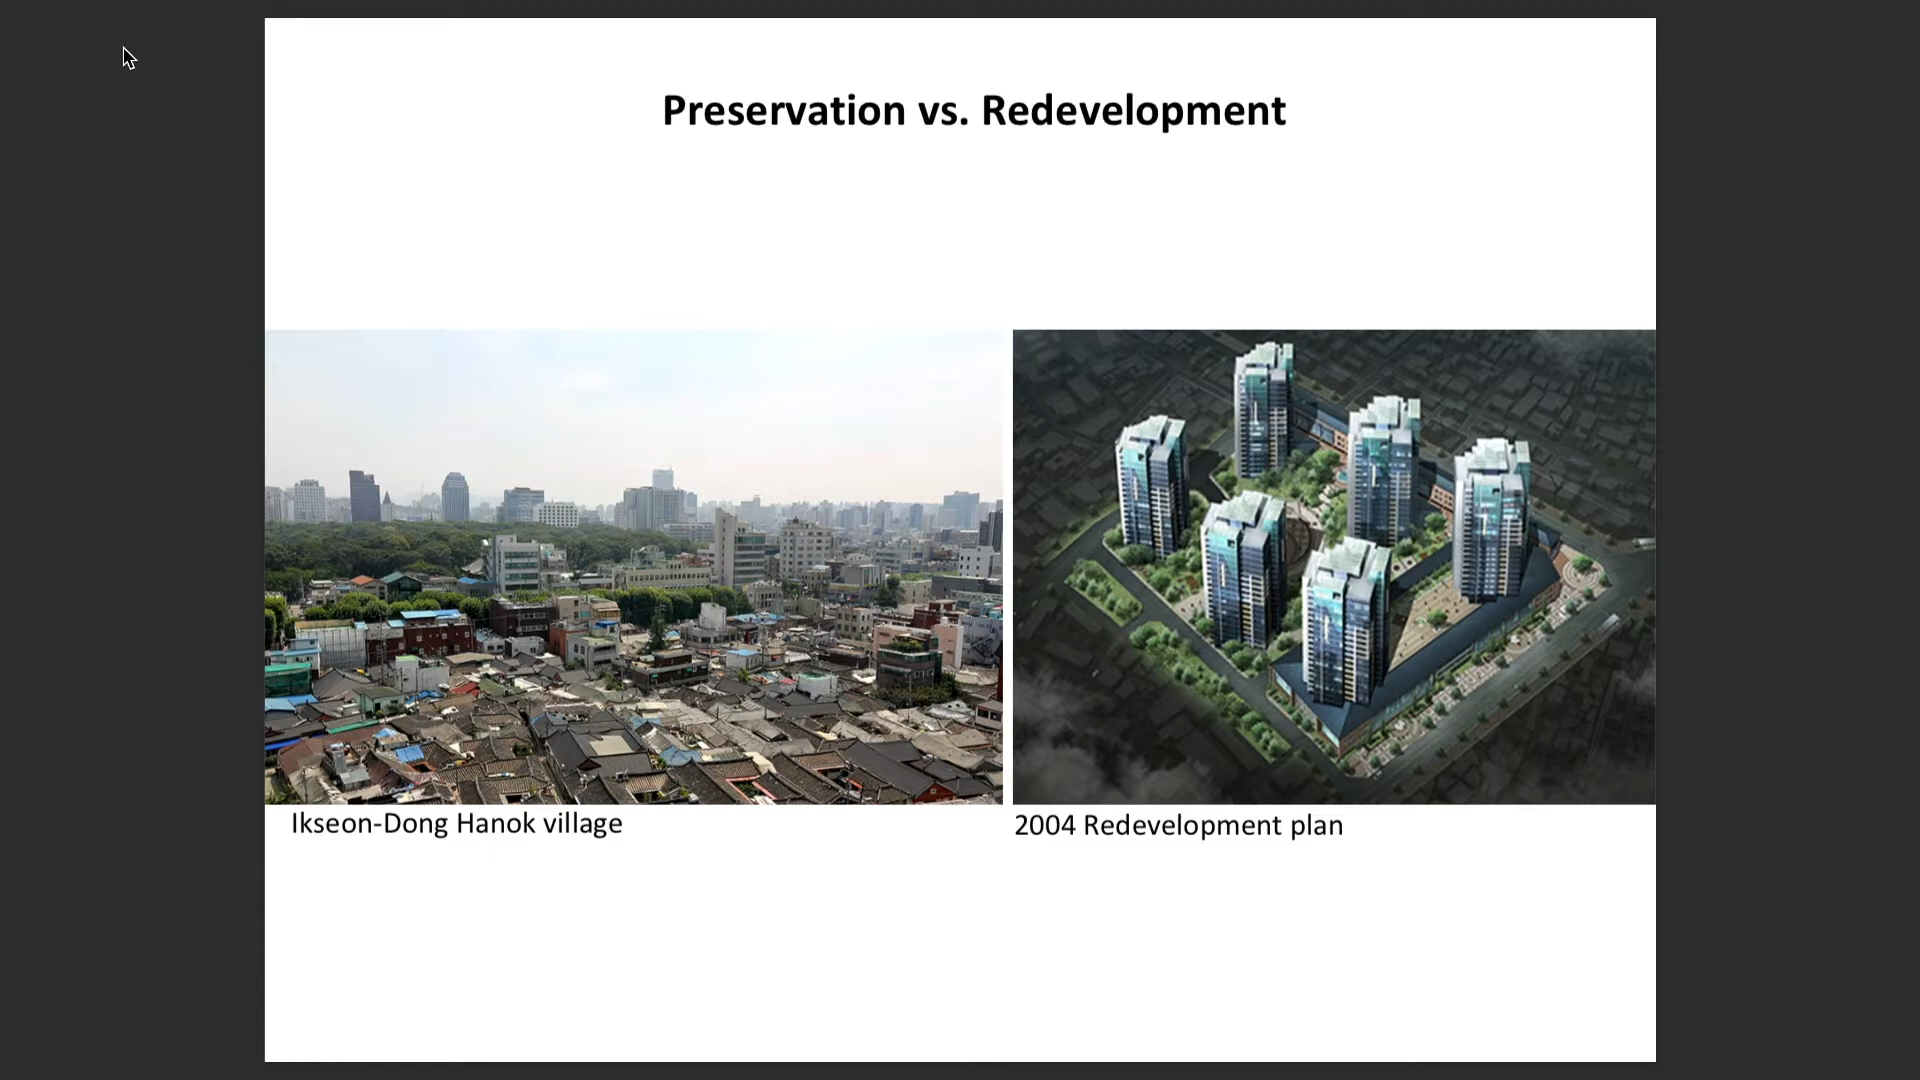 Preservation vs. Redevelopment
Ikseon-Dong Hanok village
2004 Redevelopment plan